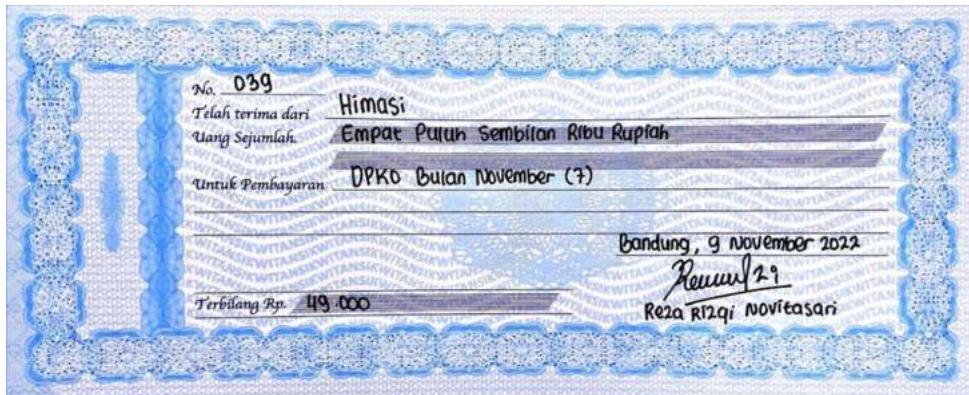 No. 039
Telah terima dari Himasi
Uang Sejumlah Empat Puluh Sembilan Ribu Rupiah
Untuk Pembayaran DPKO Bulan November (7)
Bandung, 9 November 2022
Terbilang Rp. 49.000
Reza Rizqi Novitasari